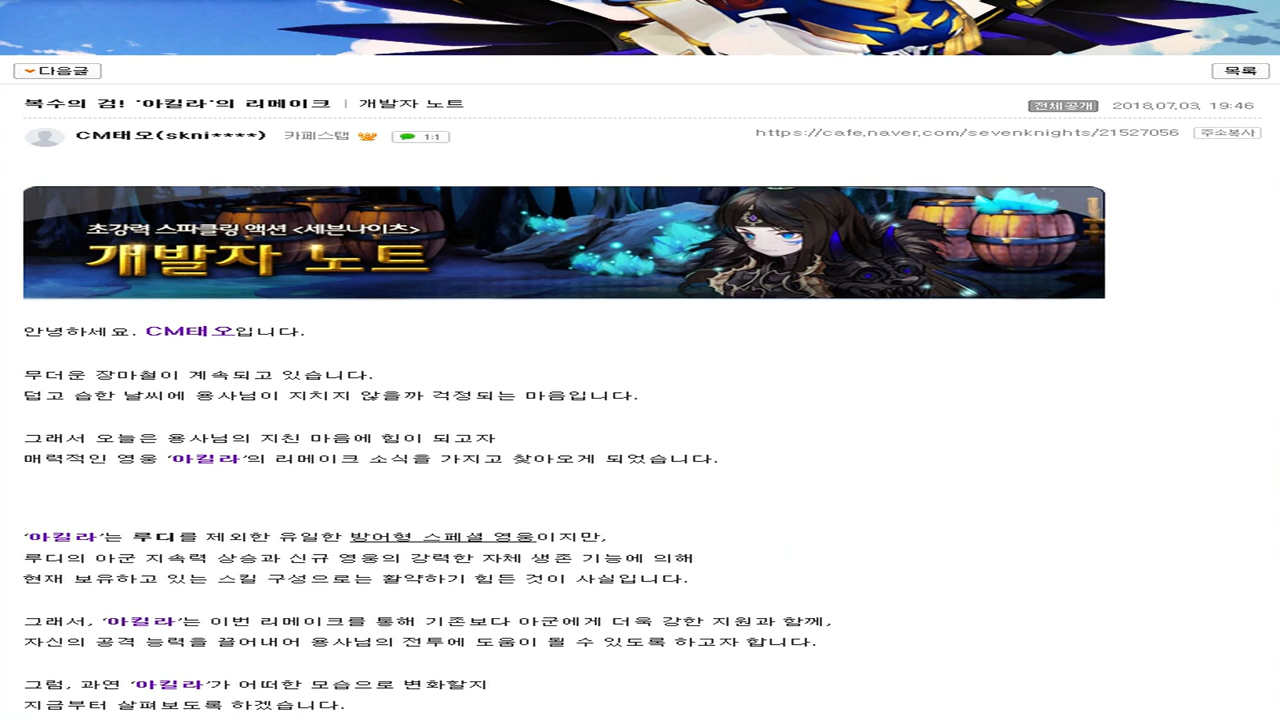 다음글
목록
복수의 검! '아킬라'의 리메이크 | 개발자 노트
전체공개 2018.07.03. 19:46
CM태오(skni****) 카페스탭 1:1
https://cafe.naver.com/sevenknights/21527056 주소복사
초강력 스파클링 액션 <세븐나이츠>
개발자 노트
안녕하세요. CM태오입니다.
무더운 장마철이 계속되고 있습니다.
덥고 습한 날씨에 용사님이 지치지 않을까 걱정되는 마음입니다.
그래서 오늘은 용사님의 지친 마음에 힘이 되고자
매력적인 영웅 '아킬라'의 리메이크 소식을 가지고 찾아오게 되었습니다.
'아킬라'는 루디를 제외한 유일한 방어형 스페셜 영웅이지만,
루디의 아군 지속력 상승과 신규 영웅의 강력한 자체 생존 기능에 의해
현재 보유하고 있는 스킬 구성으로는 활약하기 힘든 것이 사실입니다.
그래서, '아킬라'는 이번 리메이크를 통해 기존보다 아군에게 더욱 강한 지원과 함께,
자신의 공격 능력을 끌어내어 용사님의 전투에 도움이 될 수 있도록 하고자 합니다.
그럼, 과연 '아킬라'가 어떠한 모습으로 변화할지
지금부터 살펴보도록 하겠습니다.